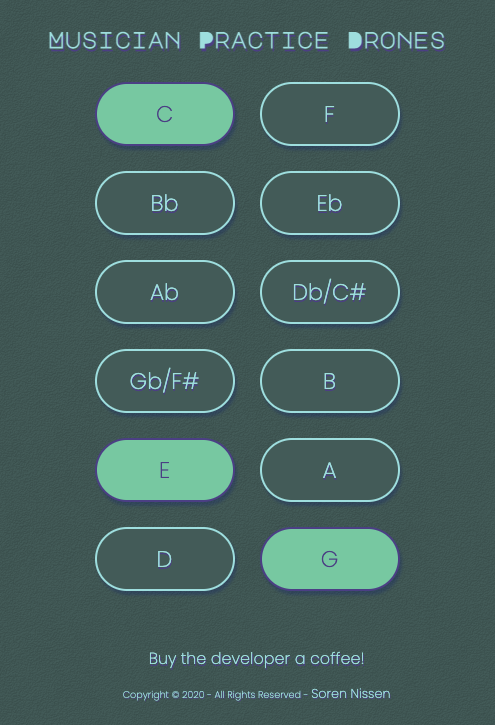 MUSICIAN PRACTICE DRONES
C F
Bb Eb
Ab Db/C#
Gb/F# B
E A
D G
Buy the developer a coffee!
Copyright © 2020 - All Rights Reserved - Soren Nissen